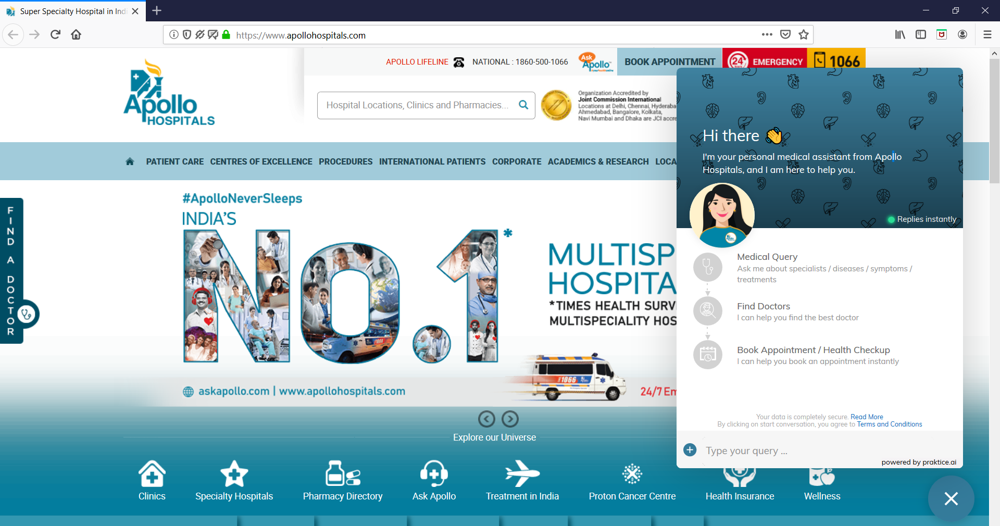 Super Specialty Hospital in Indi
https://www.apollohospitals.com
APOLLO LIFELINE
NATIONAL : 1860-500-1066
Ask
Apollo
BOOK APPOINTMENT
24
EMERGENCY
1066
Apollo
HOSPITALS
Hospital Locations, Clinics and Pharmacies...
Organization Accredited by
Joint Commission International
Locations at Delhi, Chennai, Hyderaba
Ahmedabad, Bangalore, Kolkata,
Navi Mumbai and Dhaka are JCI accre
PATIENT CARE
CENTRES OF EXCELLENCE
PROCEDURES
INTERNATIONAL PATIENTS
CORPORATE
ACADEMICS & RESEARCH
LOCA
FIND A DOCTOR
#ApolloNeverSleeps
INDIA'S
No.1*
MULTISP
HOSPITA
*TIMES HEALTH SURV
MULTISPECIALITY HOS
1066
askapollo.com | www.apollohospitals.com
24/7 Em
Explore our Universe
Clinics
Specialty Hospitals
Pharmacy Directory
Ask Apollo
Treatment in India
Proton Cancer Centre
Health Insurance
Wellness
Hi there
I'm your personal medical assistant from Apollo
Hospitals, and I am here to help you.
Replies instantly
Medical Query
Ask me about specialists / diseases / symptoms /
treatments
Find Doctors
I can help you find the best doctor
Book Appointment / Health Checkup
I can help you book an appointment instantly
Your data is completely secure. Read More
By clicking on start conversation, you agree to Terms and Conditions
Type your query ...
powered by praktice.ai